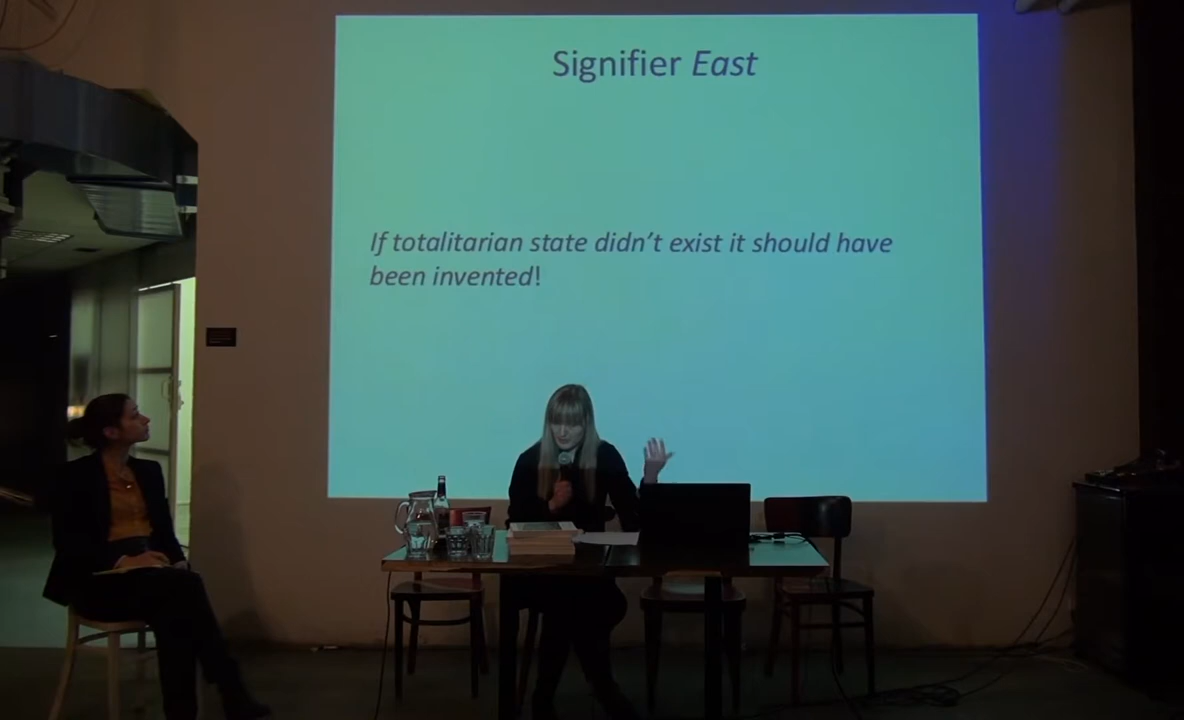 Signifier East
If totalitarian state didn't exist it should have
been invented!